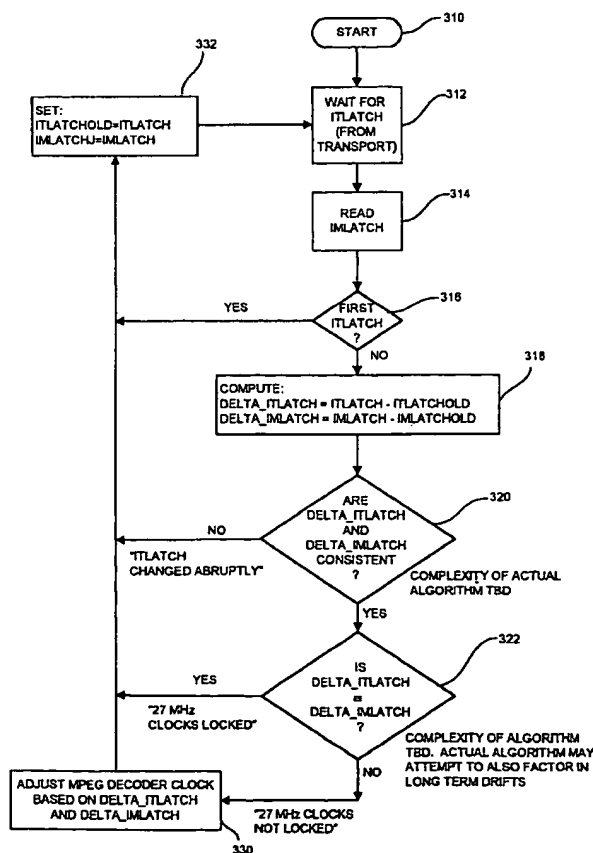 START
310
332
SET:
ITLATCHOLD=ITLATCH
IMLATCHJ=IMLATCH
WAIT FOR
ITLATCH
(FROM
TRANSPORT)
312
READ
IMLATCH
314
FIRST
ITLATCH
?
316
YES
NO
318
COMPUTE:
DELTA_ITLATCH = ITLATCH - ITLATCHOLD
DELTA_IMLATCH = IMLATCH - IMLATCHOLD
ARE
DELTA_ITLATCH
AND
DELTA_IMLATCH
CONSISTENT
?
320
NO
"ITLATCH
CHANGED ABRUPTLY"
COMPLEXITY OF ACTUAL
ALGORITHM TBD
YES
322
IS
DELTA_ITLATCH
=
DELTA_IMLATCH
?
YES
"27 MHz
CLOCKS LOCKED"
COMPLEXITY OF ALGORITHM
TBD. ACTUAL ALGORITHM MAY
ATTEMPT TO ALSO FACTOR IN
LONG TERM DRIFTS
NO
ADJUST MPEG DECODER CLOCK
BASED ON DELTA_ITLATCH
AND DELTA_IMLATCH
"27 MHz CLOCKS
NOT LOCKED"
330